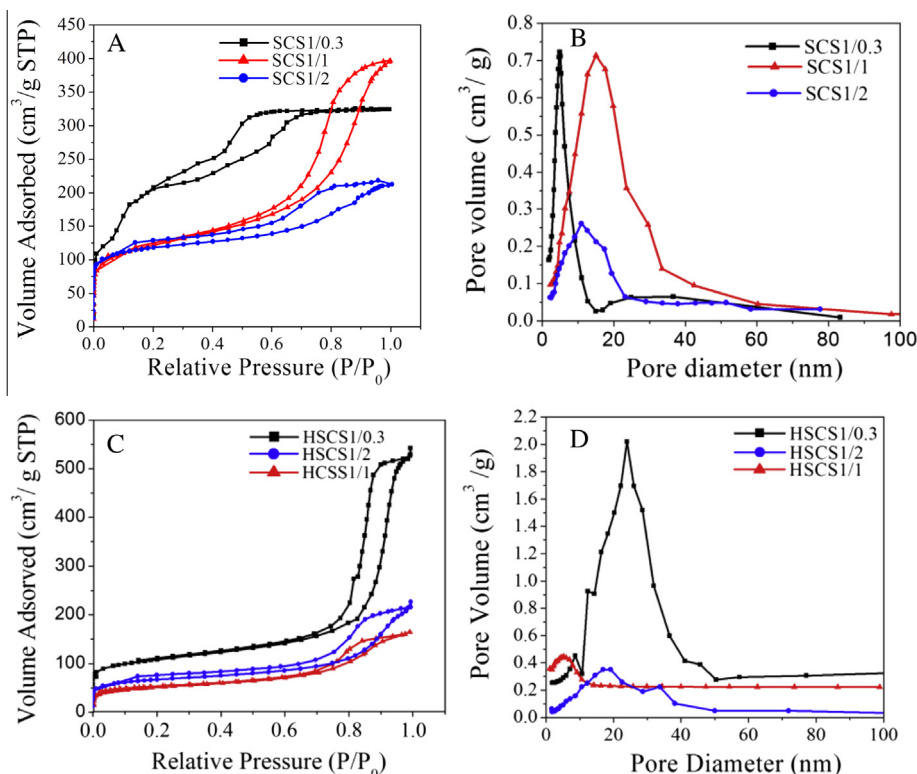 A
SCS1/0.3
SCS1/1
SCS1/2
Volume Adsorbed (cm³/g STP)
450
400
350
300
250
200
150
100
50
0
0.0 0.2 0.4 0.6 0.8 1.0
Relative Pressure (P/P₀)
B
SCS1/0.3
SCS1/1
SCS1/2
Pore volume ( cm³/ g)
0.8
0.7
0.6
0.5
0.4
0.3
0.2
0.1
0.0
0 20 40 60 80 100
Pore diameter (nm)
C
HSCS1/0.3
HSCS1/2
HCSS1/1
Volume Adsorved (cm³/ g STP)
600
500
400
300
200
100
0
0.0 0.2 0.4 0.6 0.8 1.0
Relative Pressure (P/P₀)
D
HSCS1/0.3
HSCS1/2
HSCS1/1
Pore Volume (cm³ /g)
2.2
2.0
1.8
1.6
1.4
1.2
1.0
0.8
0.6
0.4
0.2
0.0
0 20 40 60 80 100
Pore Diameter (nm)